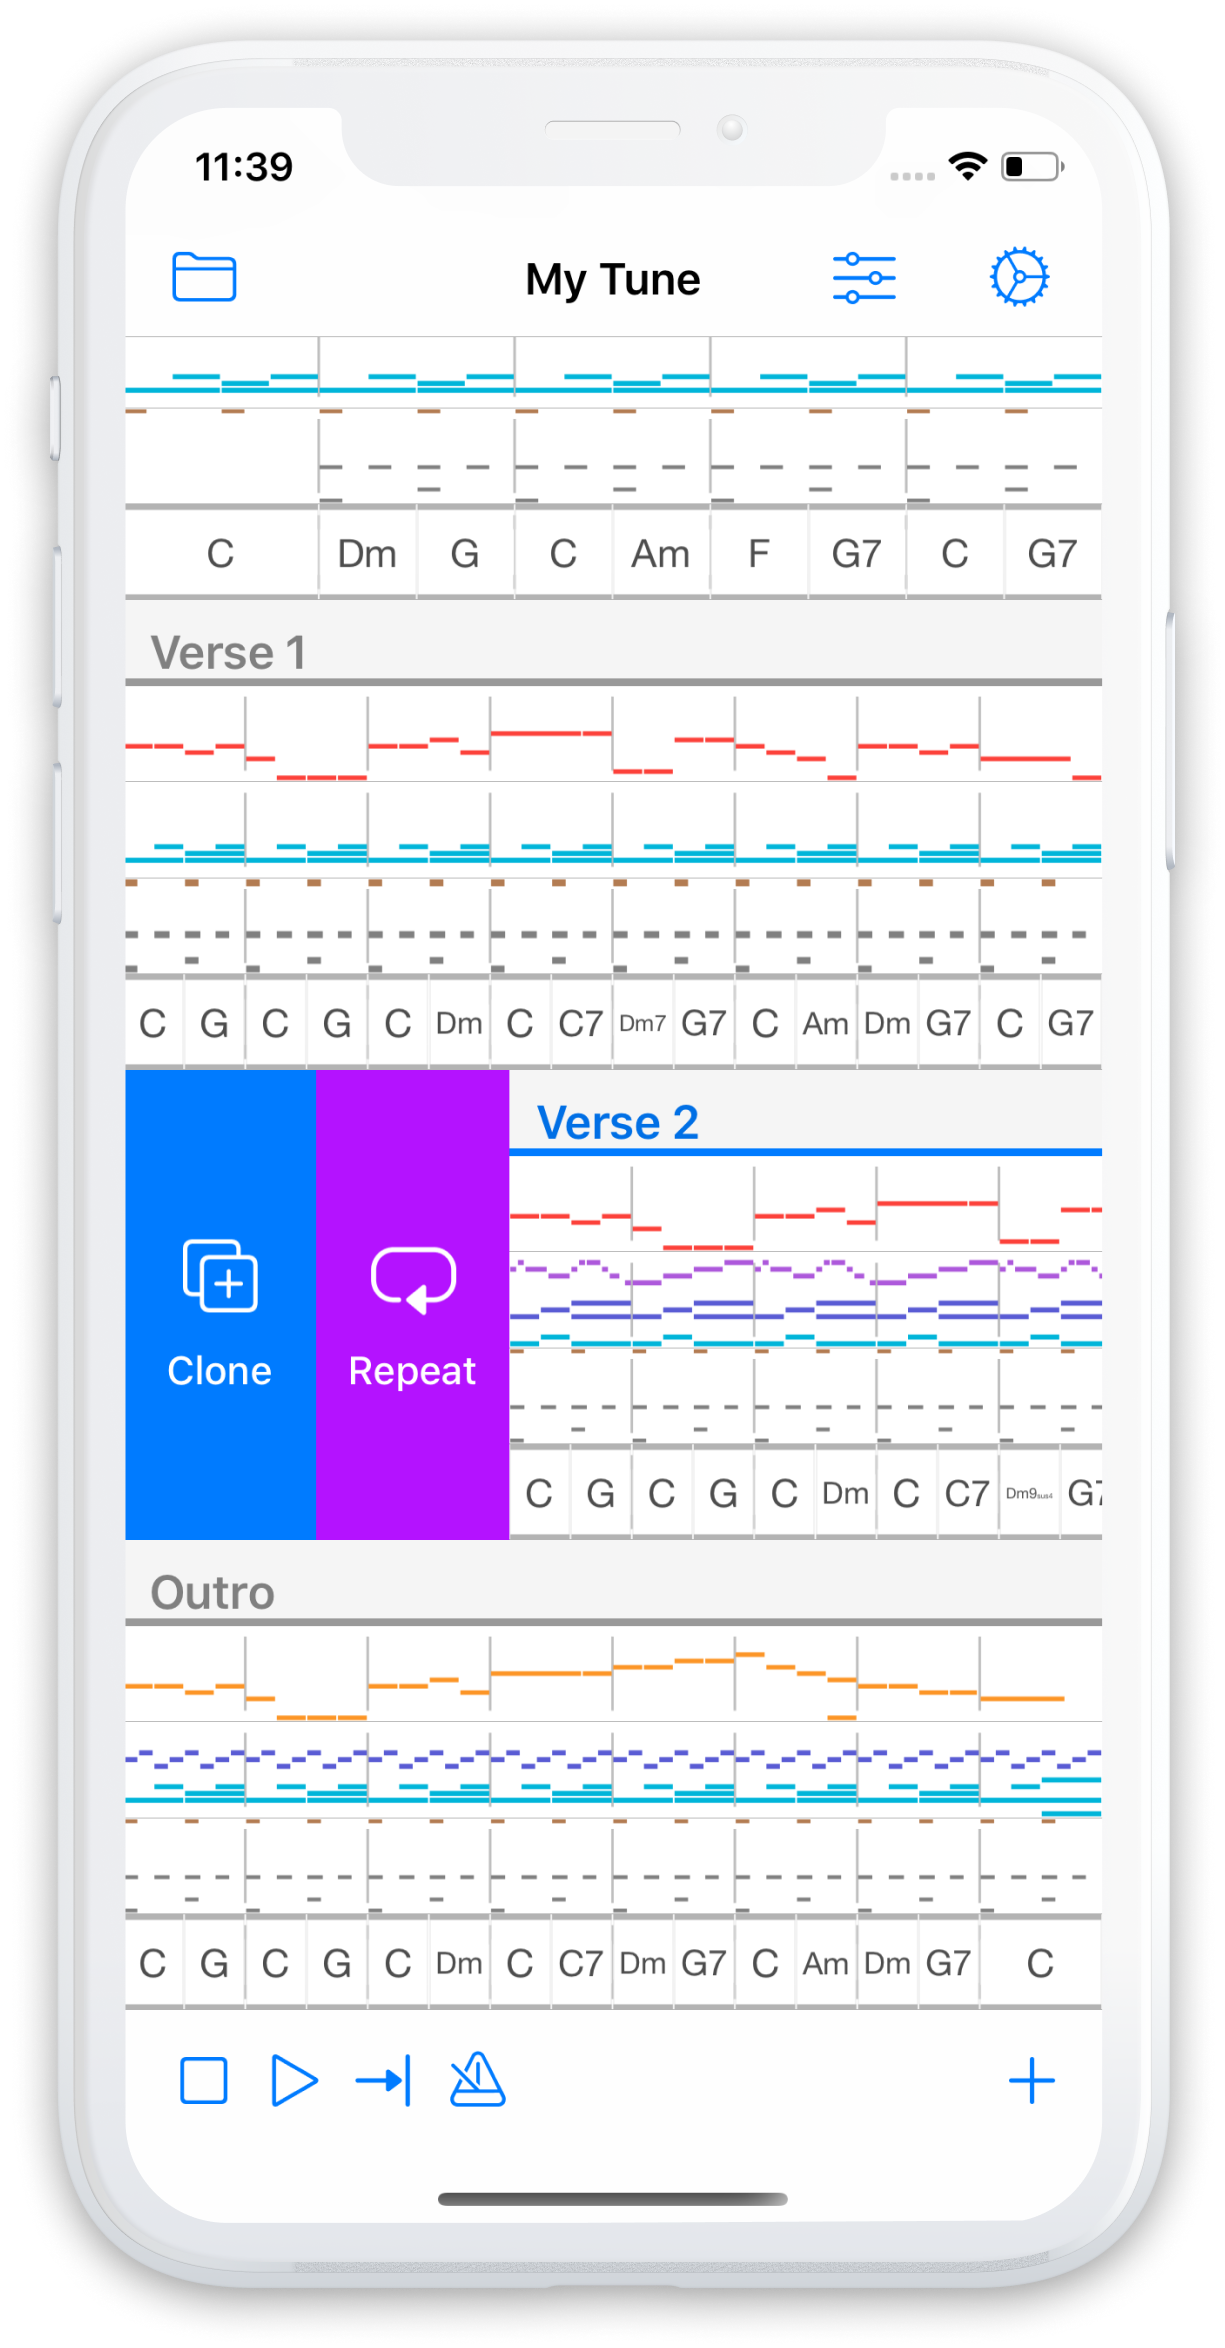 11:39
My Tune
C Dm G C Am F G7 C G7
Verse 1
C G C G C Dm C C7 Dm7 G7 C Am Dm G7 C G7
Verse 2
Clone
Repeat
C G C G C Dm C C7 Dm9sus4 G7
Outro
C G C G C Dm C C7 Dm G7 C Am Dm G7 C